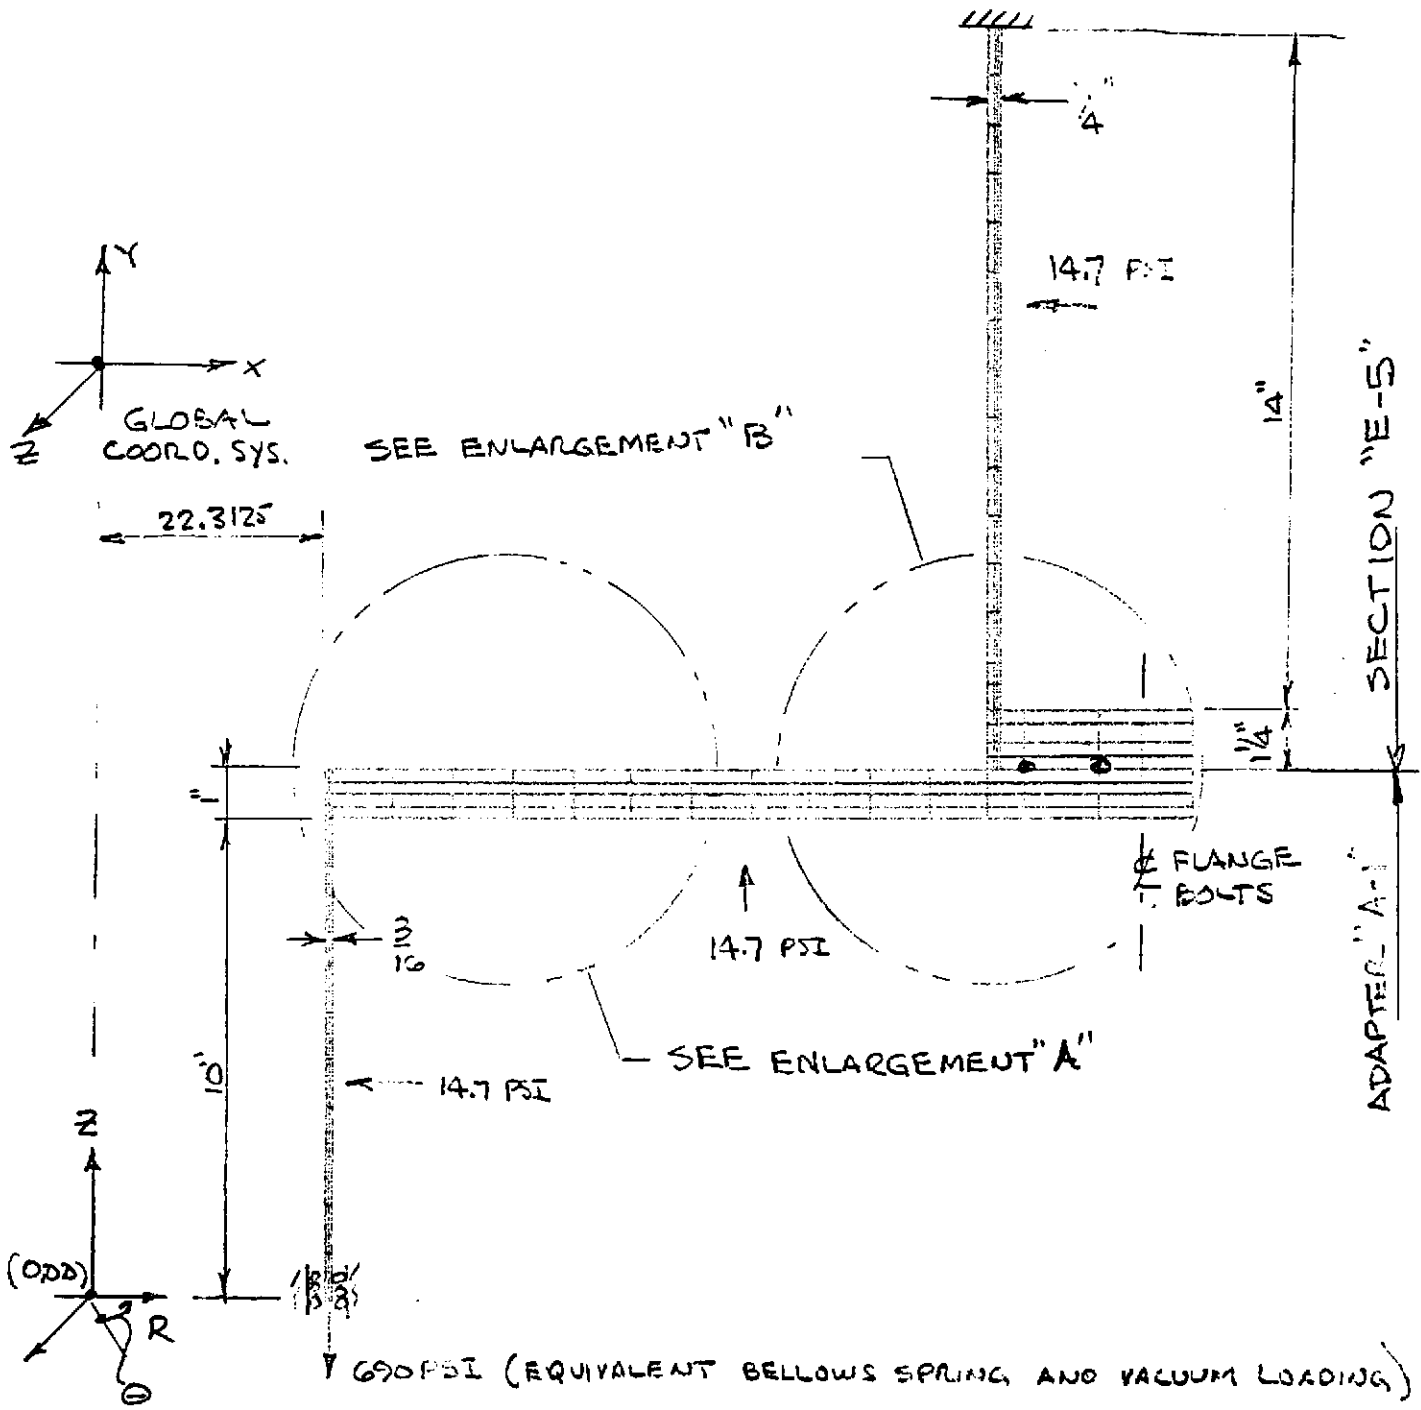 1/4"
Y
14.7 PSI
X
Z
GLOBAL
COORD. SYS.
SEE ENLARGEMENT "B"
14"
SECTION "E-5"
22.3125
1"
1 1/4"
₵ FLANGE
BOLTS
3/16
14.7 PSI
ADAPTER "A-1"
SEE ENLARGEMENT "A"
10"
14.7 PSI
Z
R
Θ
690 PSI (EQUIVALENT BELLOWS SPRING AND VACUUM LOADING)